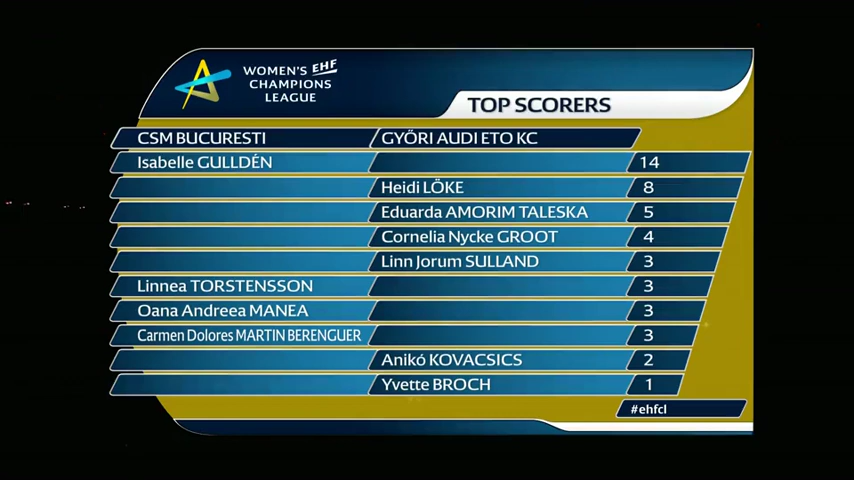 WOMEN'S EHF
CHAMPIONS
LEAGUE
TOP SCORERS
CSM BUCURESTI GYŐRI AUDI ETO KC
Isabelle GULLDÉN 14
Heidi LÖKE 8
Eduarda AMORIM TALESKA 5
Cornelia Nycke GROOT 4
Linn Jorum SULLAND 3
Linnea TORSTENSSON 3
Oana Andreea MANEA 3
Carmen Dolores MARTIN BERENGUER 3
Anikó KOVACSICS 2
Yvette BROCH 1
#ehfcl